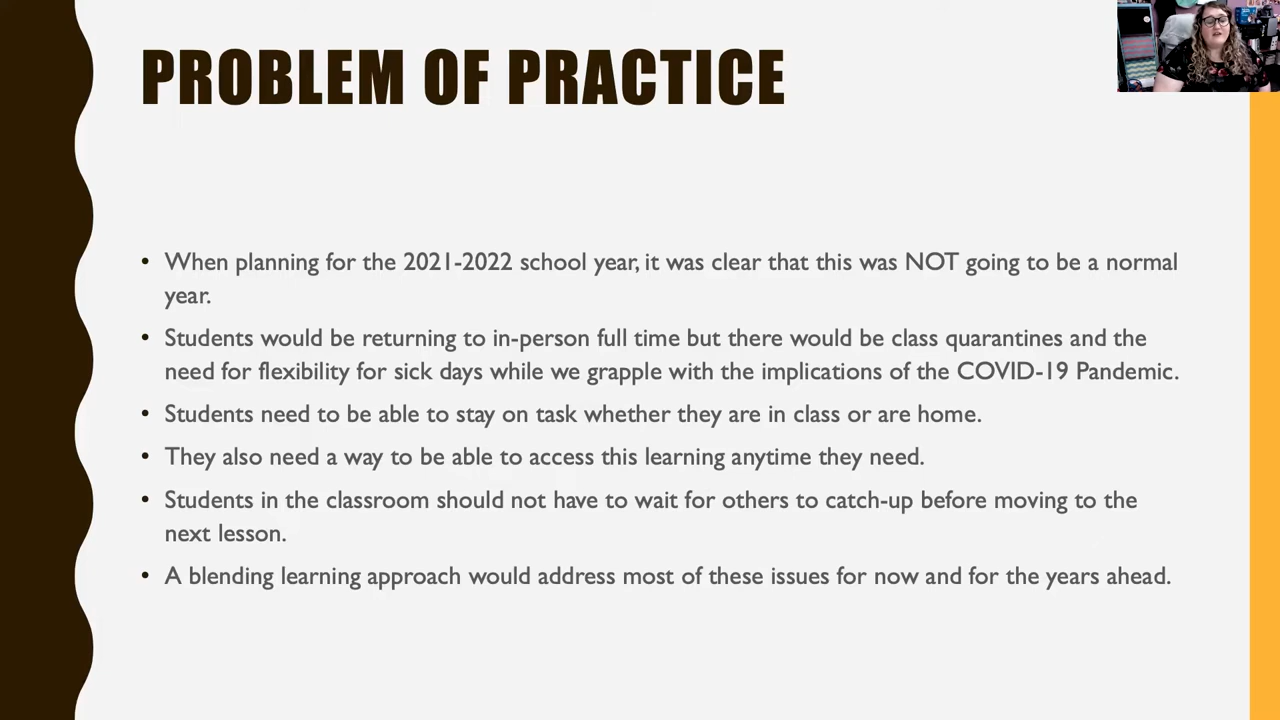 PROBLEM OF PRACTICE
• When planning for the 2021-2022 school year, it was clear that this was NOT going to be a normal
year.
• Students would be returning to in-person full time but there would be class quarantines and the
need for flexibility for sick days while we grapple with the implications of the COVID-19 Pandemic.
• Students need to be able to stay on task whether they are in class or are home.
• They also need a way to be able to access this learning anytime they need.
• Students in the classroom should not have to wait for others to catch-up before moving to the
next lesson.
• A blending learning approach would address most of these issues for now and for the years ahead.